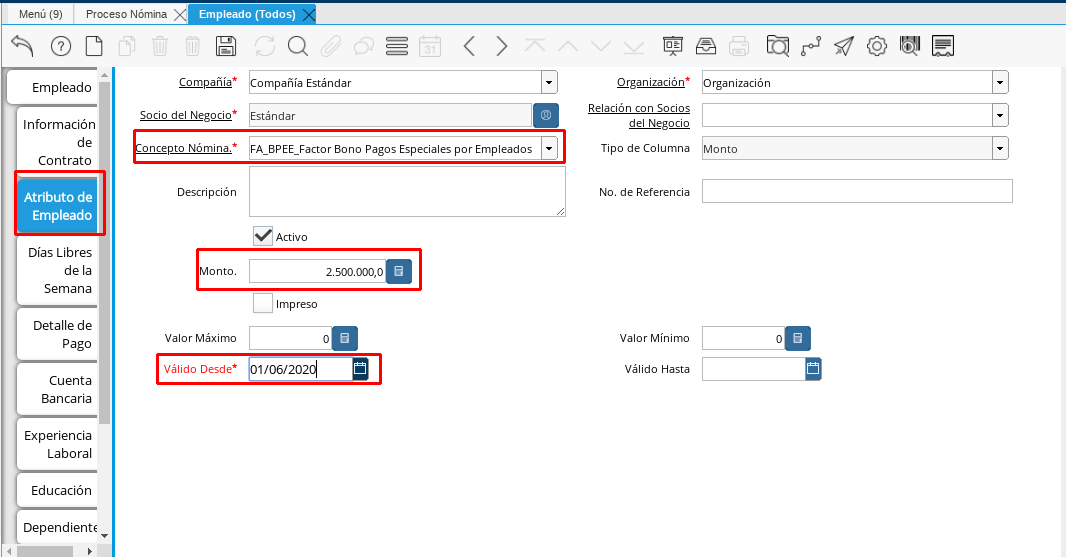 Menú (9)
Proceso Nómina
Empleado (Todos)
31
Empleado
Información
de
Contrato
Atributo de
Empleado
Días Libres
de la
Semana
Detalle de
Pago
Cuenta
Bancaria
Experiencia
Laboral
Educación
Dependiente
Compañía*
Compañía Estándar
Organización*
Organización
Socio del Negocio*
Estándar
Relación con Socios
del Negocio
Concepto Nómina.*
FA_BPEE_Factor Bono Pagos Especiales por Empleados
Tipo de Columna
Monto
Descripción
No. de Referencia
Activo
Monto.
2.500.000,0
Impreso
Valor Máximo
0
Valor Mínimo
0
Válido Desde*
01/06/2020
Válido Hasta